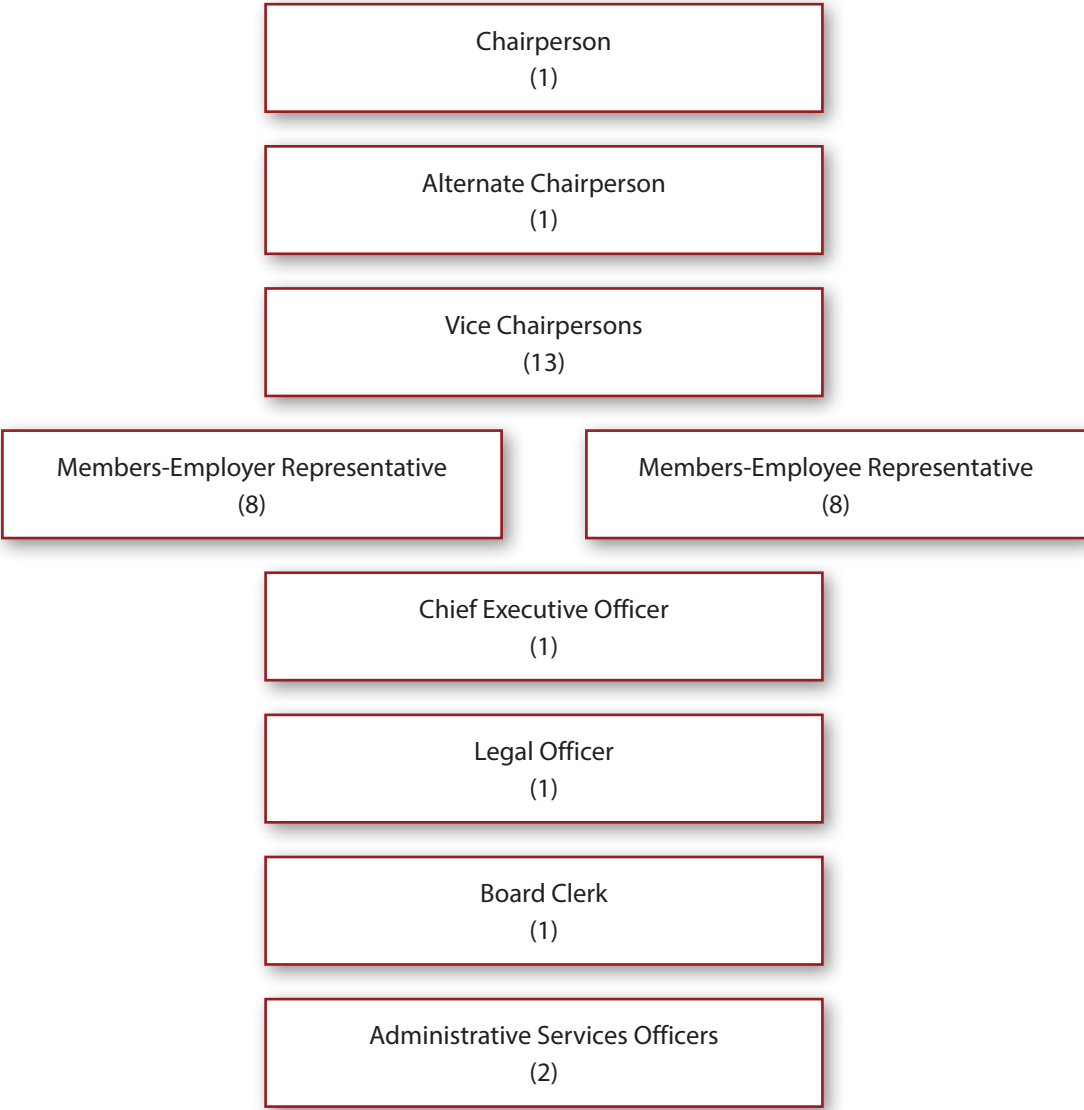 Chairperson
(1)
Alternate Chairperson
(1)
Vice Chairpersons
(13)
Members-Employer Representative
(8)
Members-Employee Representative
(8)
Chief Executive Officer
(1)
Legal Officer
(1)
Board Clerk
(1)
Administrative Services Officers
(2)